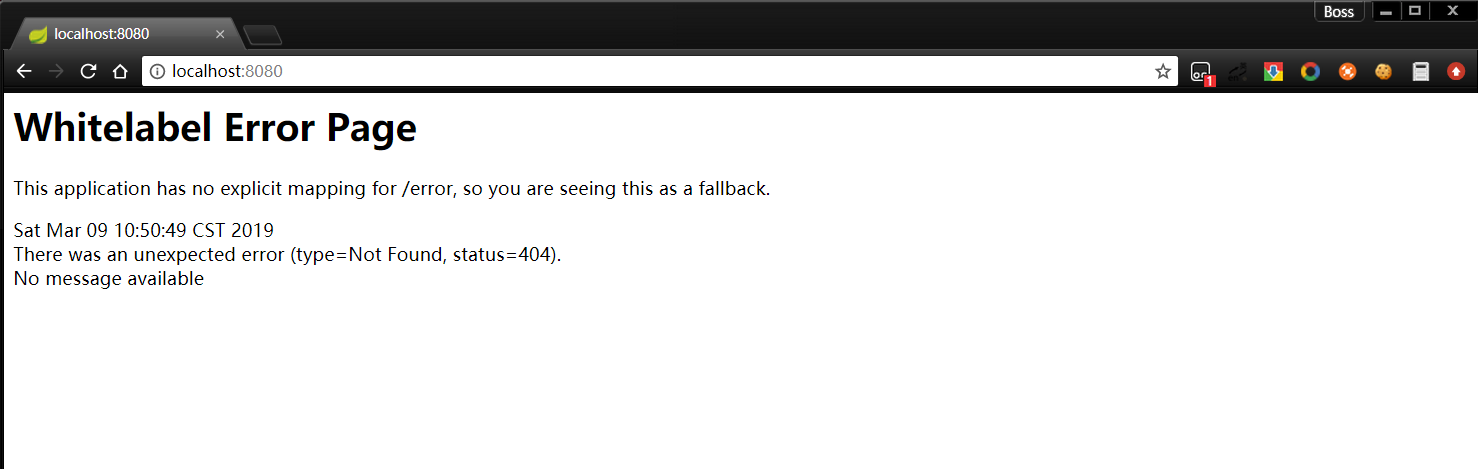 Boss
localhost:8080
localhost:8080
1
Whitelabel Error Page
This application has no explicit mapping for /error, so you are seeing this as a fallback.
Sat Mar 09 10:50:49 CST 2019
There was an unexpected error (type=Not Found, status=404).
No message available